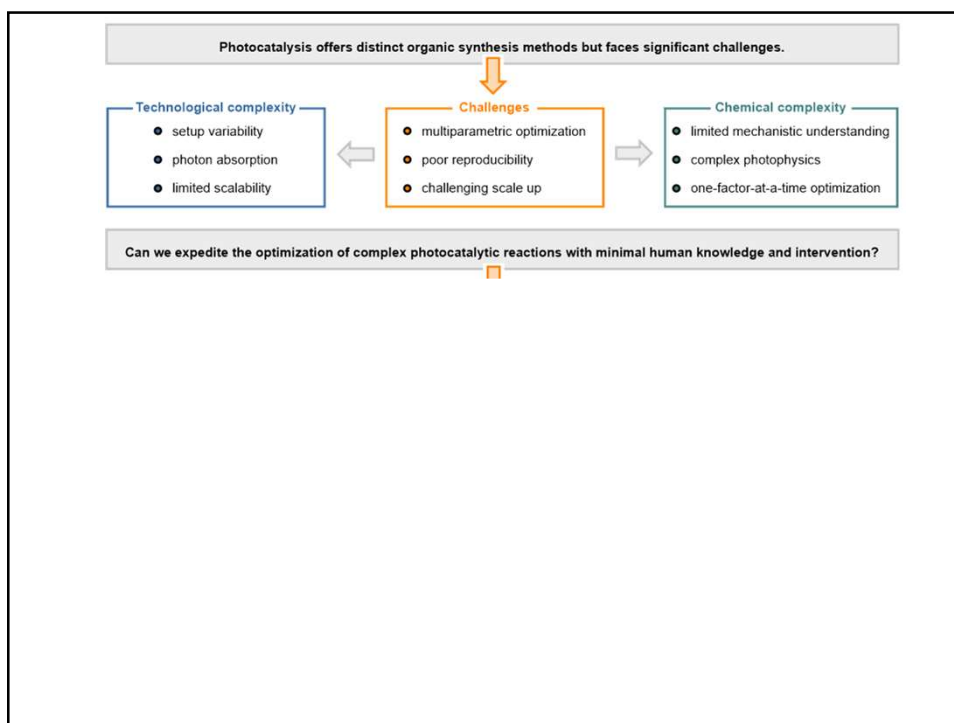 Photocatalysis offers distinct organic synthesis methods but faces significant challenges.
Technological complexity
setup variability
photon absorption
limited scalability
Challenges
multiparametric optimization
poor reproducibility
challenging scale up
Chemical complexity
limited mechanistic understanding
complex photophysics
one-factor-at-a-time optimization
Can we expedite the optimization of complex photocatalytic reactions with minimal human knowledge and intervention?